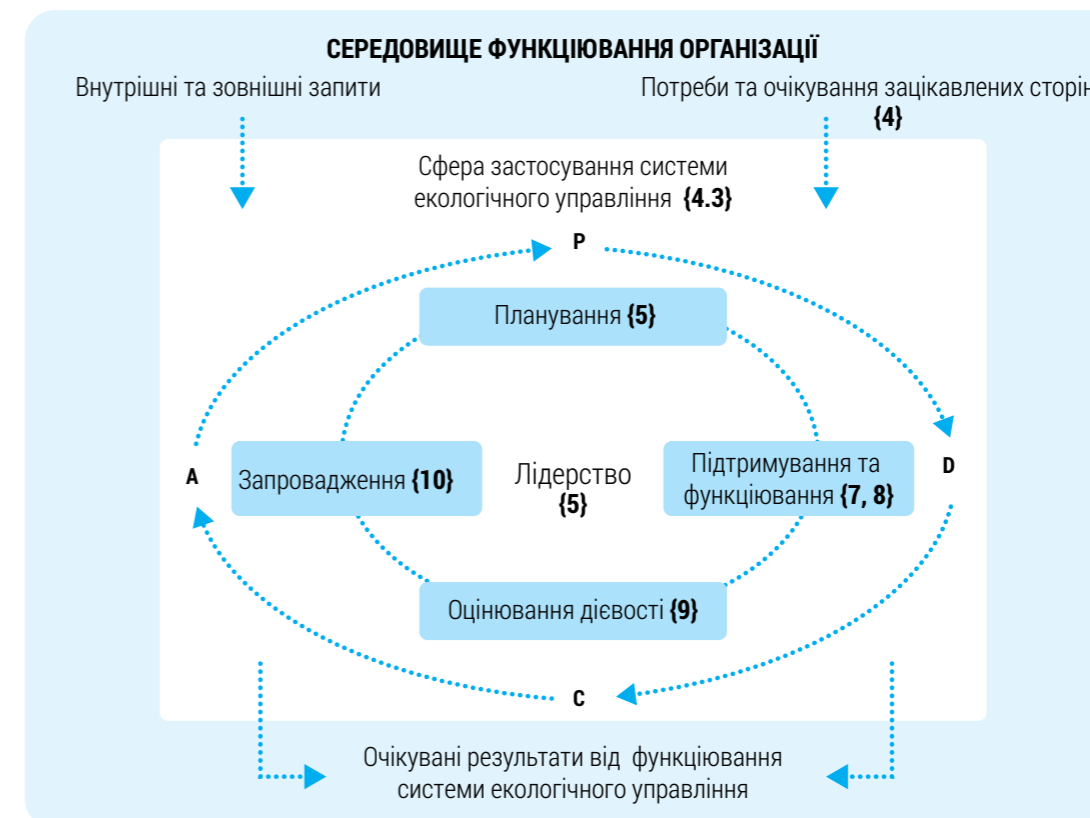 СЕРЕДОВИЩЕ ФУНКЦІЮВАННЯ ОРГАНІЗАЦІЇ
Внутрішні та зовнішні запити
Потреби та очікування зацікавлених сторін
{4}
Сфера застосування системи
екологічного управління {4.3}
P
Планування {5}
A
Запровадження {10}
Лідерство
{5}
Підтримування та
функціювання {7, 8}
D
Оцінювання дієвості {9}
C
Очікувані результати від функціювання
системи екологічного управління